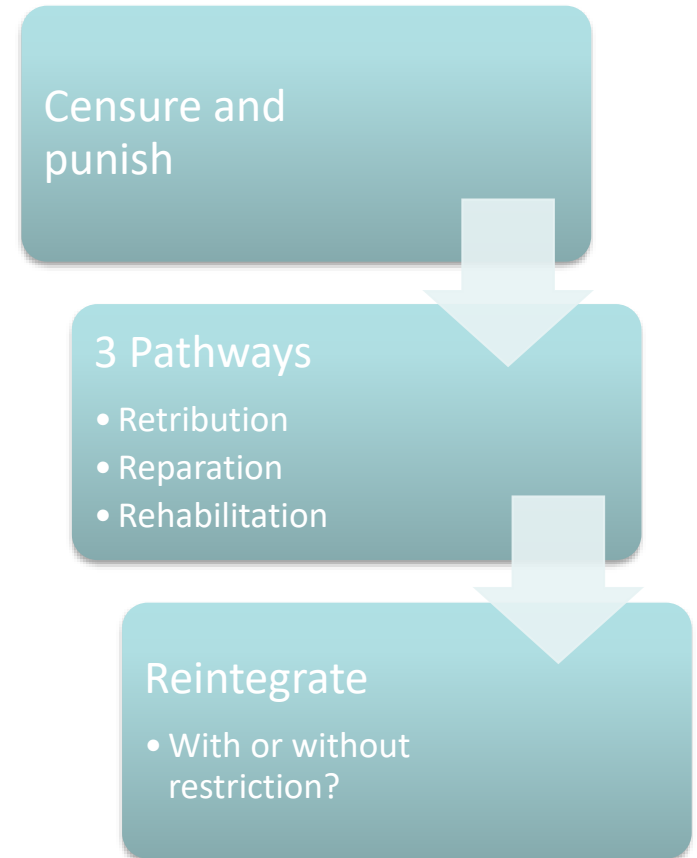 Censure and
punish
3 Pathways
• Retribution
• Reparation
• Rehabilitation
Reintegrate
• With or without
restriction?